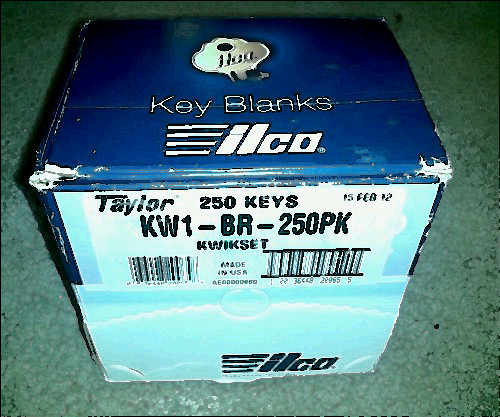 Ilco
Key Blanks
ilco
Taylor 250 KEYS 15 FEB 12
KW1-BR-250PK
KWIKSET
MADE
IN USA
ilco